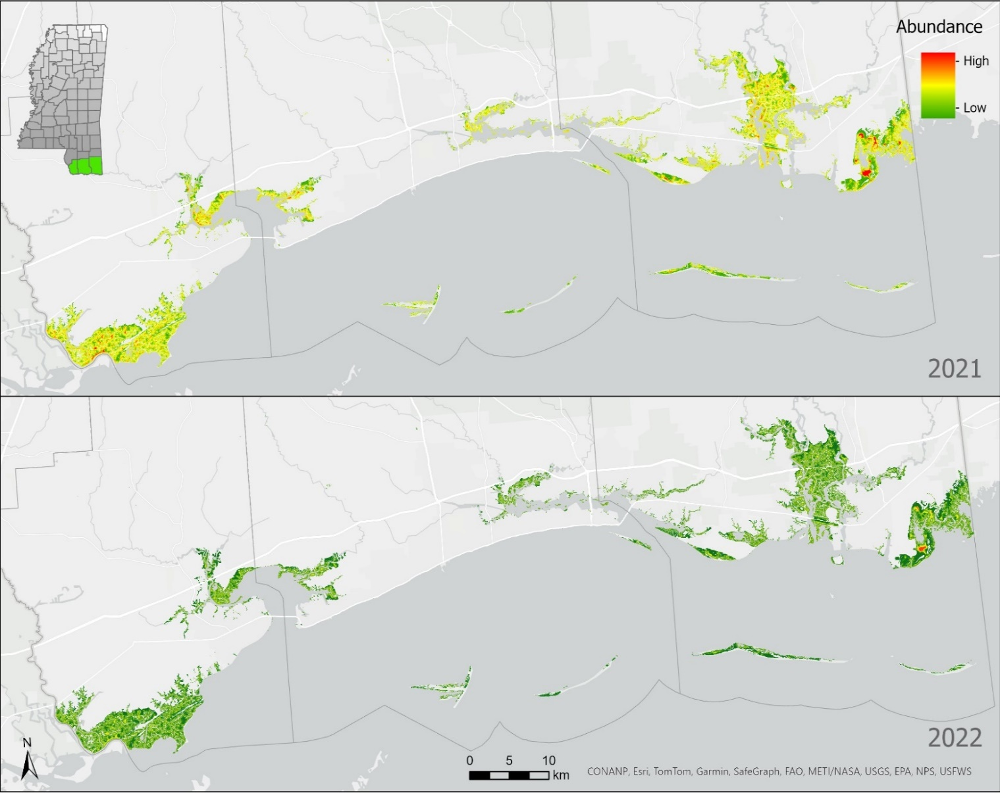 Abundance
High
Low
2021
2022
N
0 5 10
km
CONANP, Esri, TomTom, Garmin, SafeGraph, FAO, METI/NASA, USGS, EPA, NPS, USFWS